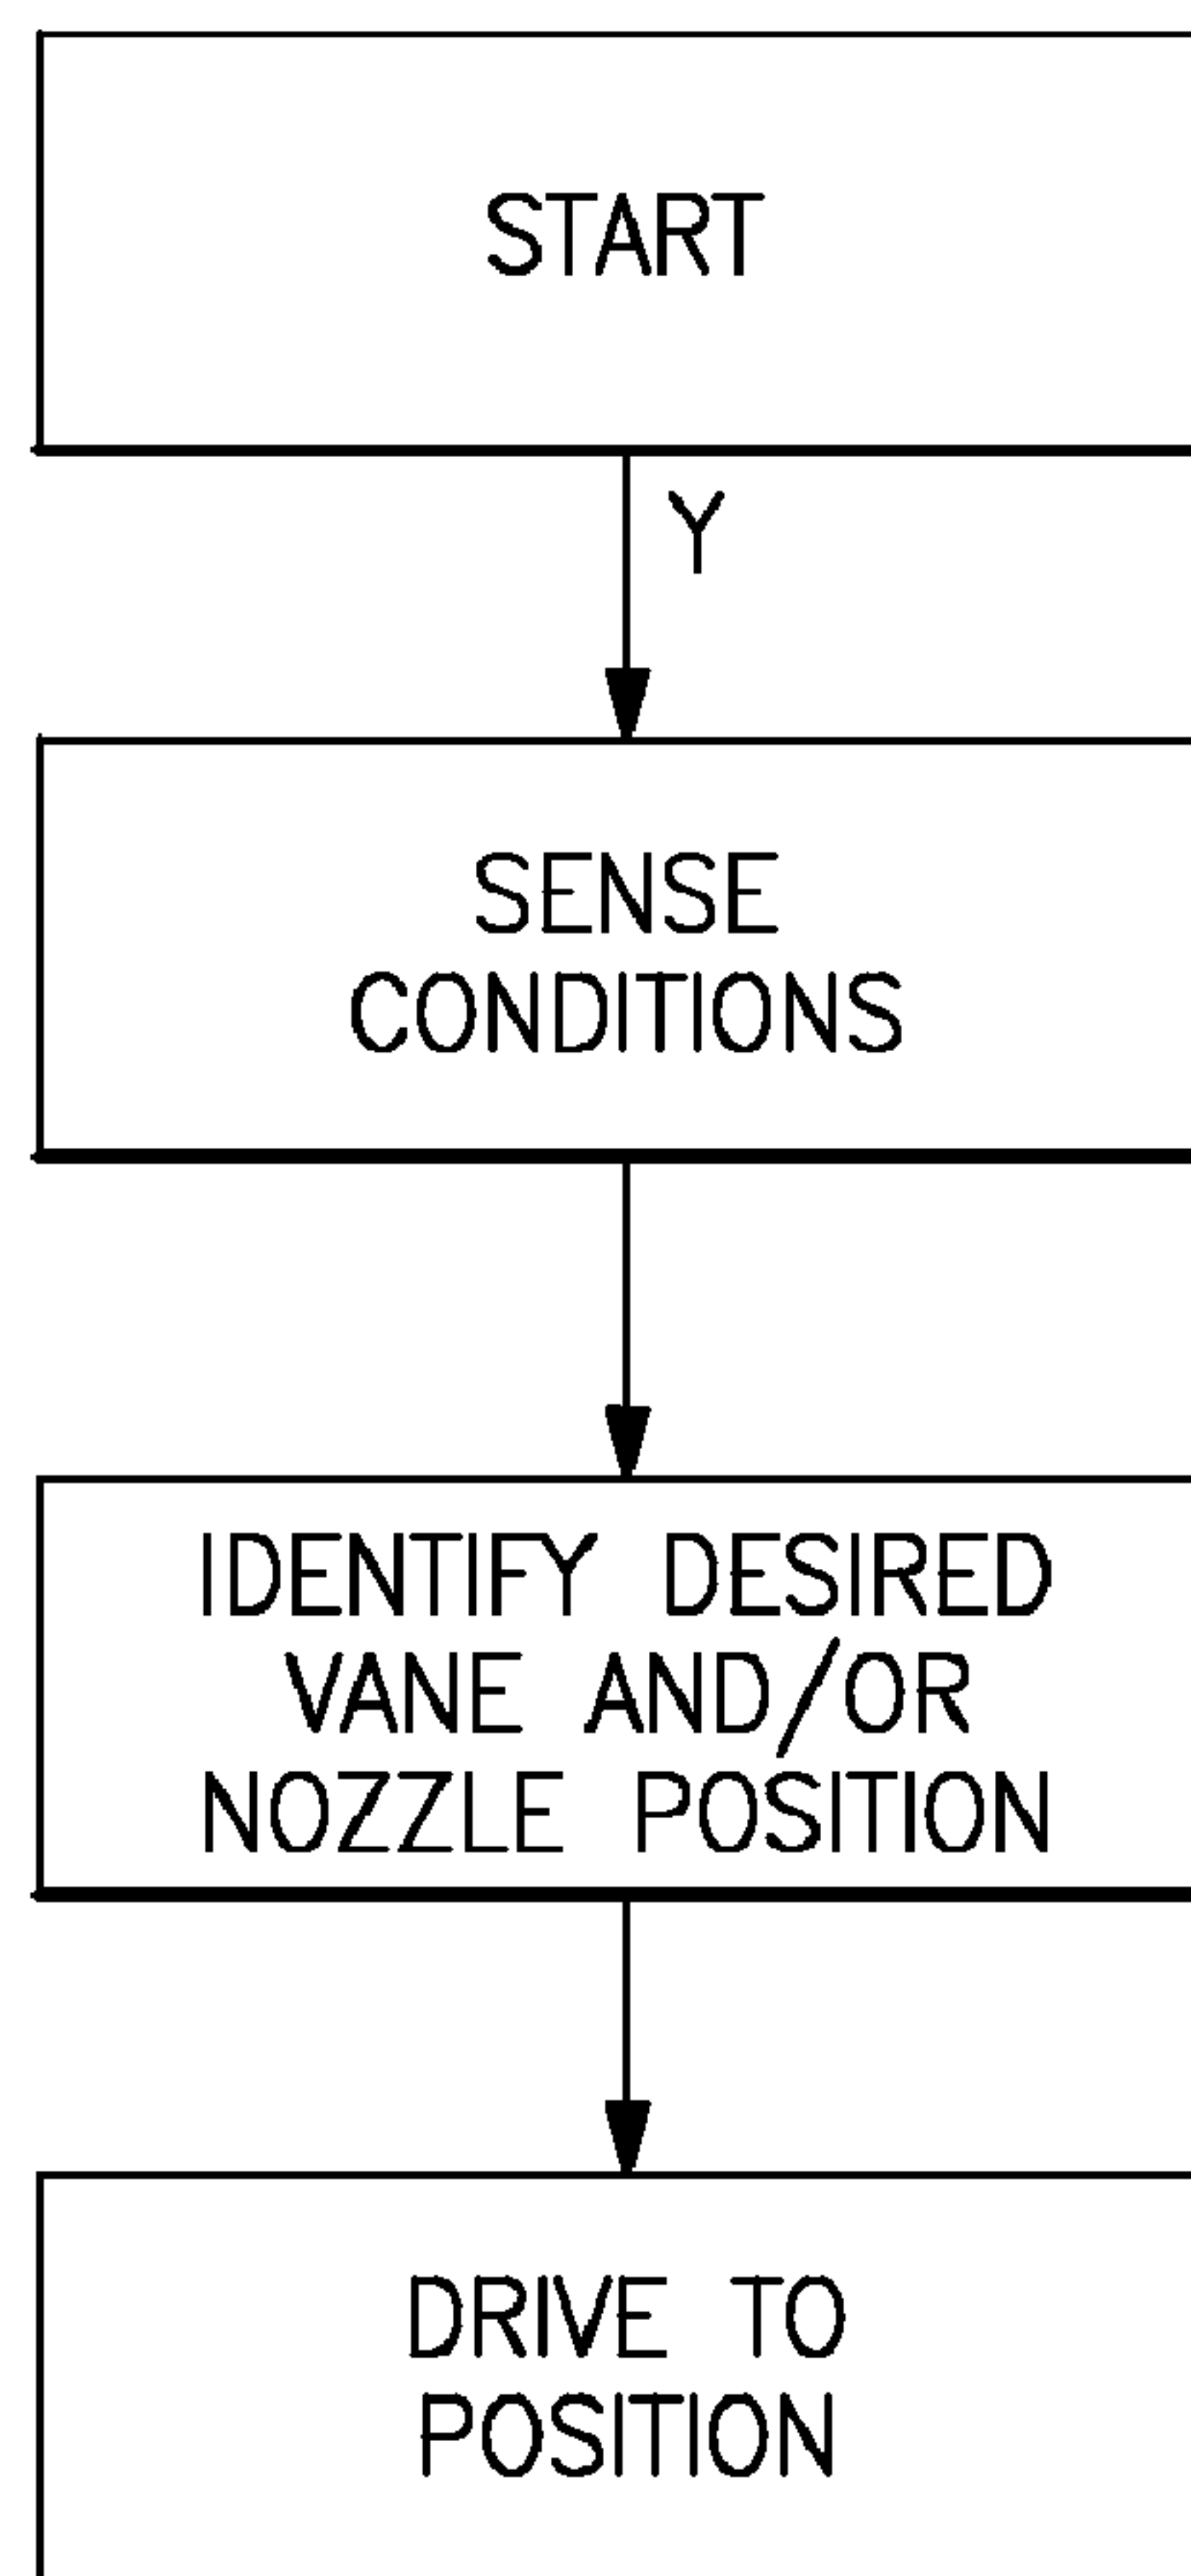 START
Y
SENSE
CONDITIONS
IDENTIFY DESIRED
VANE AND/OR
NOZZLE POSITION
DRIVE TO
POSITION